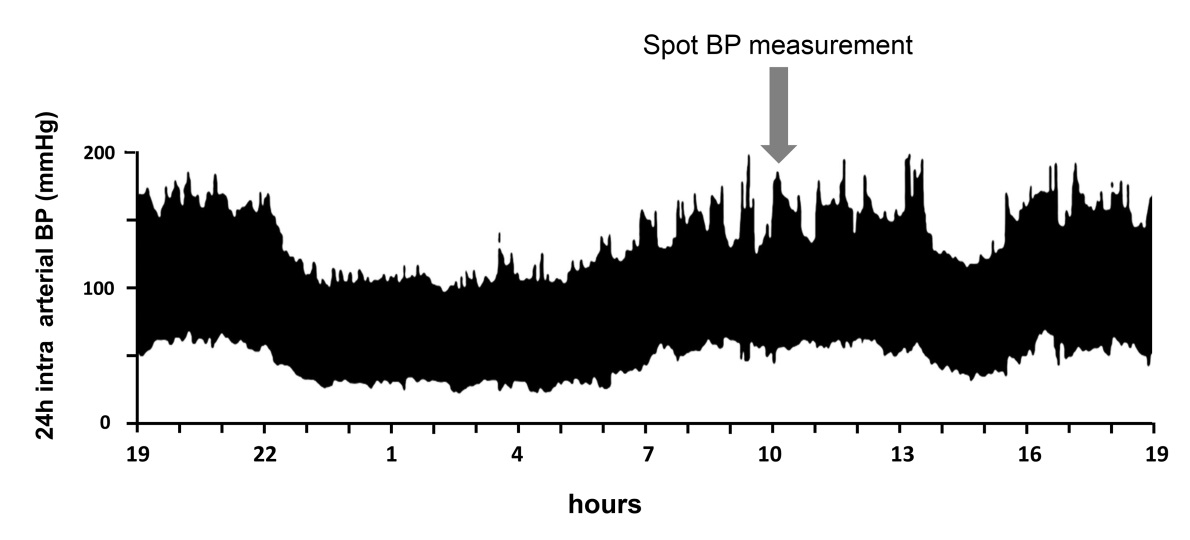 Spot BP measurement
24h intra arterial BP (mmHg)
200
100
0
19 22 1 4 7 10 13 16 19
hours